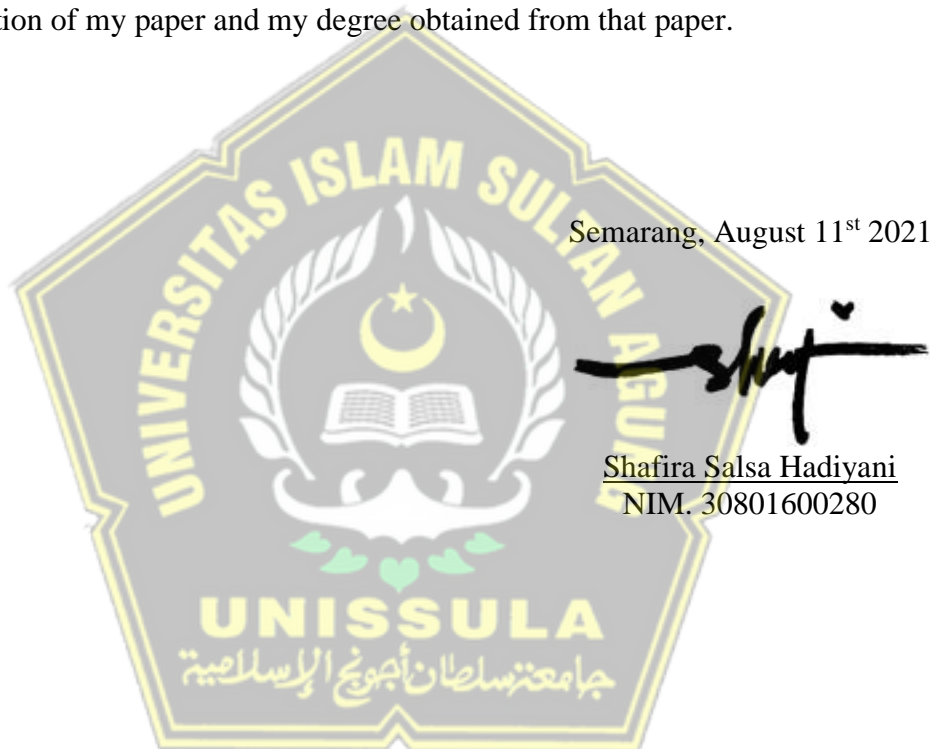 tion of my paper and my degree obtained from that paper.
Semarang, August 11st 2021
Shafira Salsa Hadiyani
NIM. 30801600280
UNIVERSITAS ISLAM SULTAN AGUNG
UNISSULA
جامعة سلطان أجونج الإسلامية